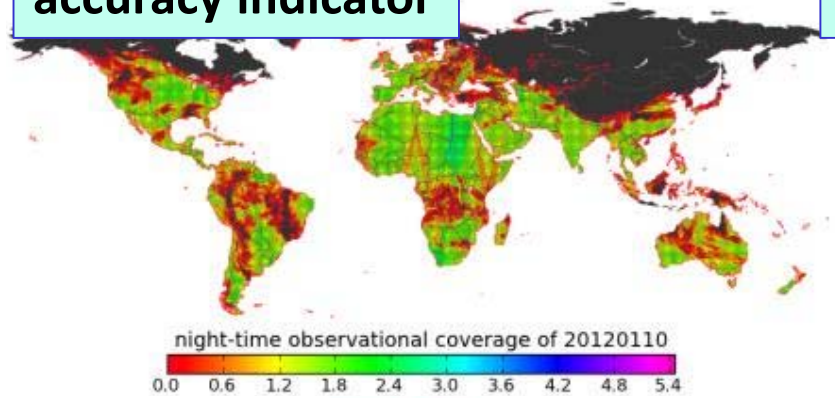 accuracy indicator
night-time observational coverage of 20120110
0.0 0.6 1.2 1.8 2.4 3.0 3.6 4.2 4.8 5.4